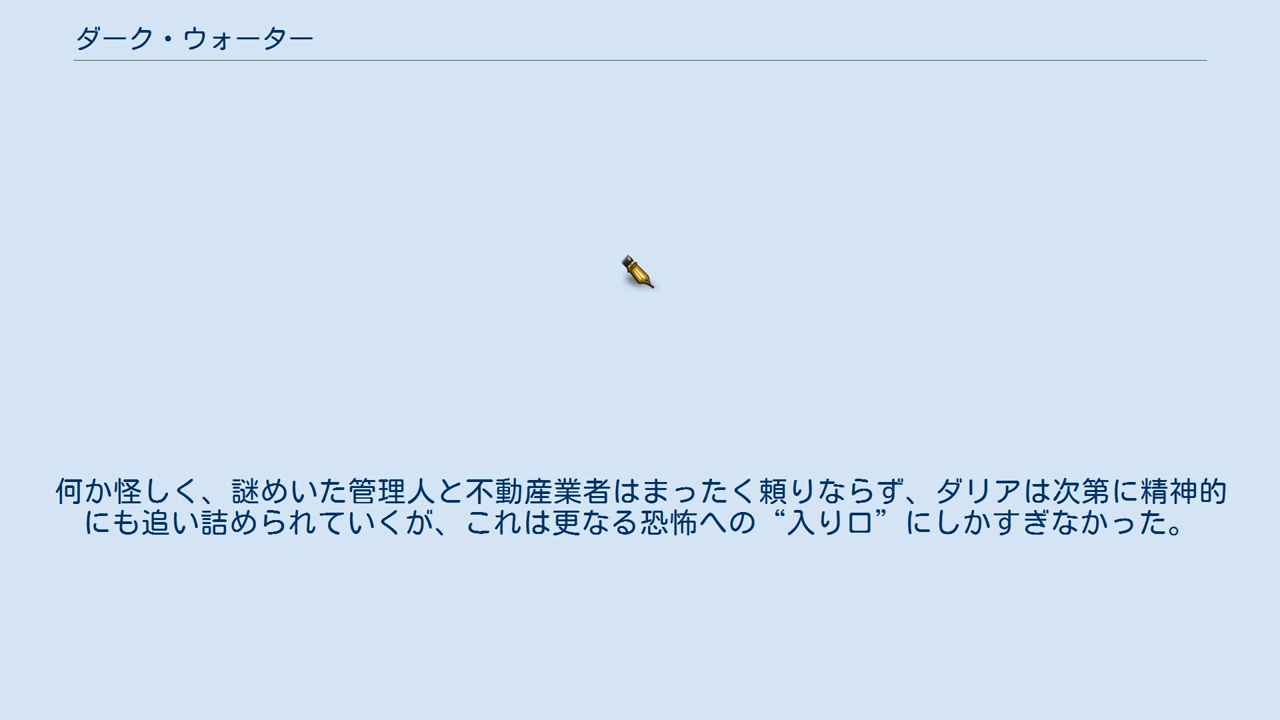 ダーク・ウォーター
何か怪しく、謎めいた管理人と不動産業者はまったく頼りならず、ダリアは次第に精神的
にも追い詰められていくが、これは更なる恐怖への“入り口”にしかすぎなかった。